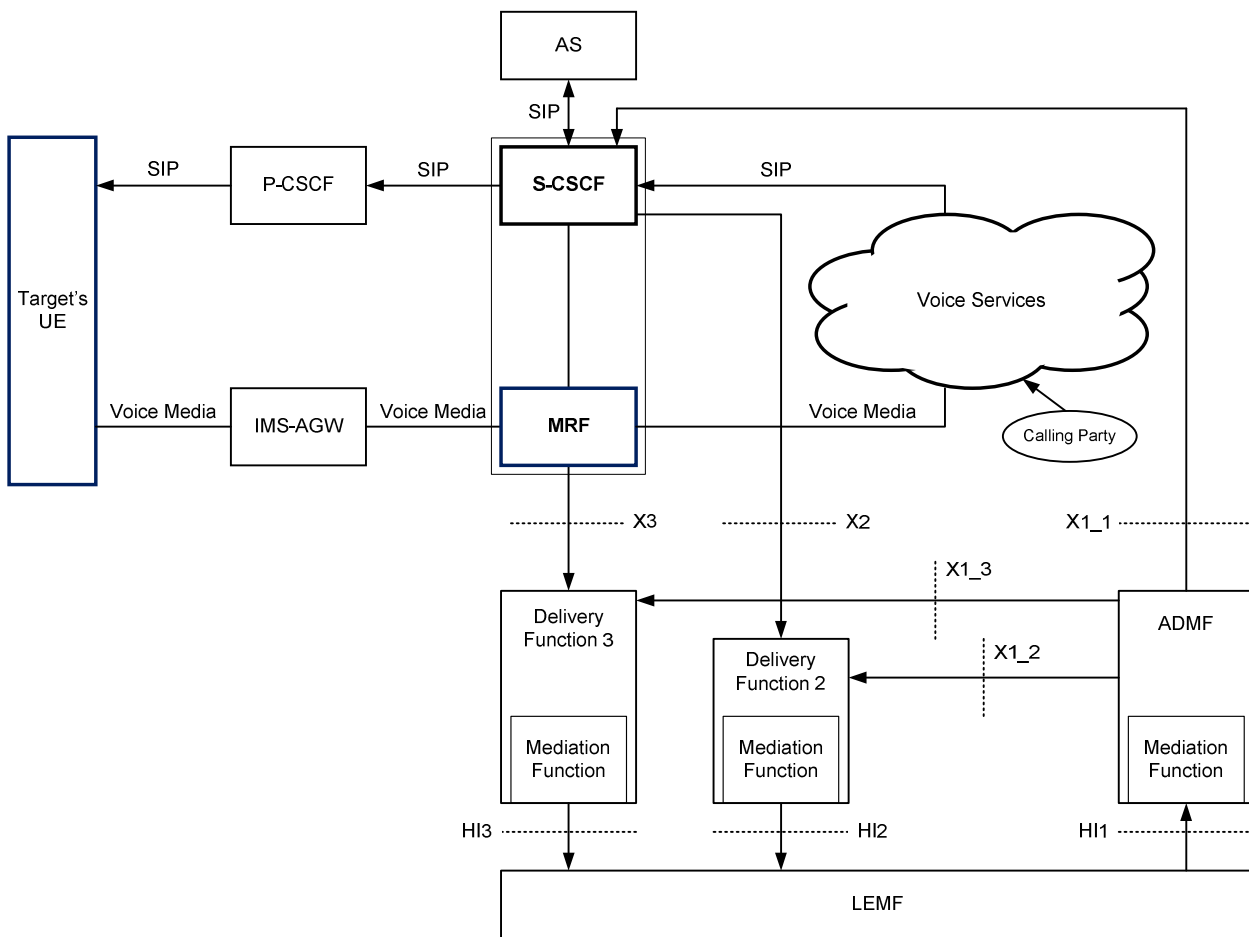 AS
SIP
SIP
P-CSCF
SIP
S-CSCF
SIP
Target's
UE
Voice Services
Voice Media
IMS-AGW
Voice Media
MRF
Voice Media
Calling Party
X3
X2
X1_1
X1_3
Delivery
Function 3
ADMF
X1_2
Delivery
Function 2
Mediation
Function
Mediation
Function
Mediation
Function
HI3
HI2
HI1
LEMF